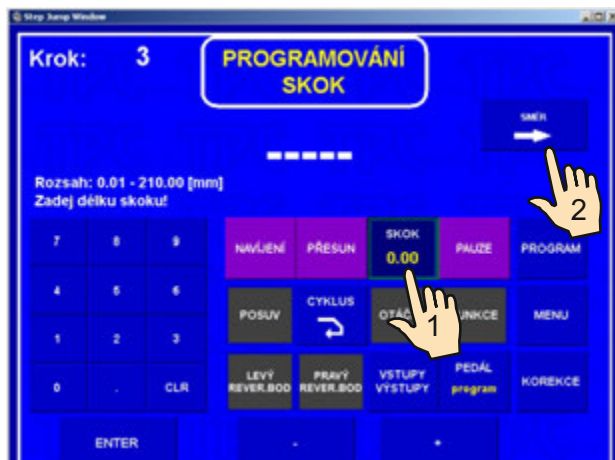 Step Jump Window
Krok: 3
PROGRAMOVÁNÍ
SKOK
SMĚR
-----
Rozsah: 0.01 - 210.00 [mm]
Zadej délku skoku!
7 8 9
NAVÍJENÍ PŘESUN SKOK PAUZE PROGRAM
0.00
4 5 6
POSUV CYKLUS MENU
1 2 3
LEVÝ REVER.BOD
PRAVÝ REVER.BOD
VSTUPY VÝSTUPY
PEDÁL program
KOREKCE
0 . CLR
ENTER - +
1
2